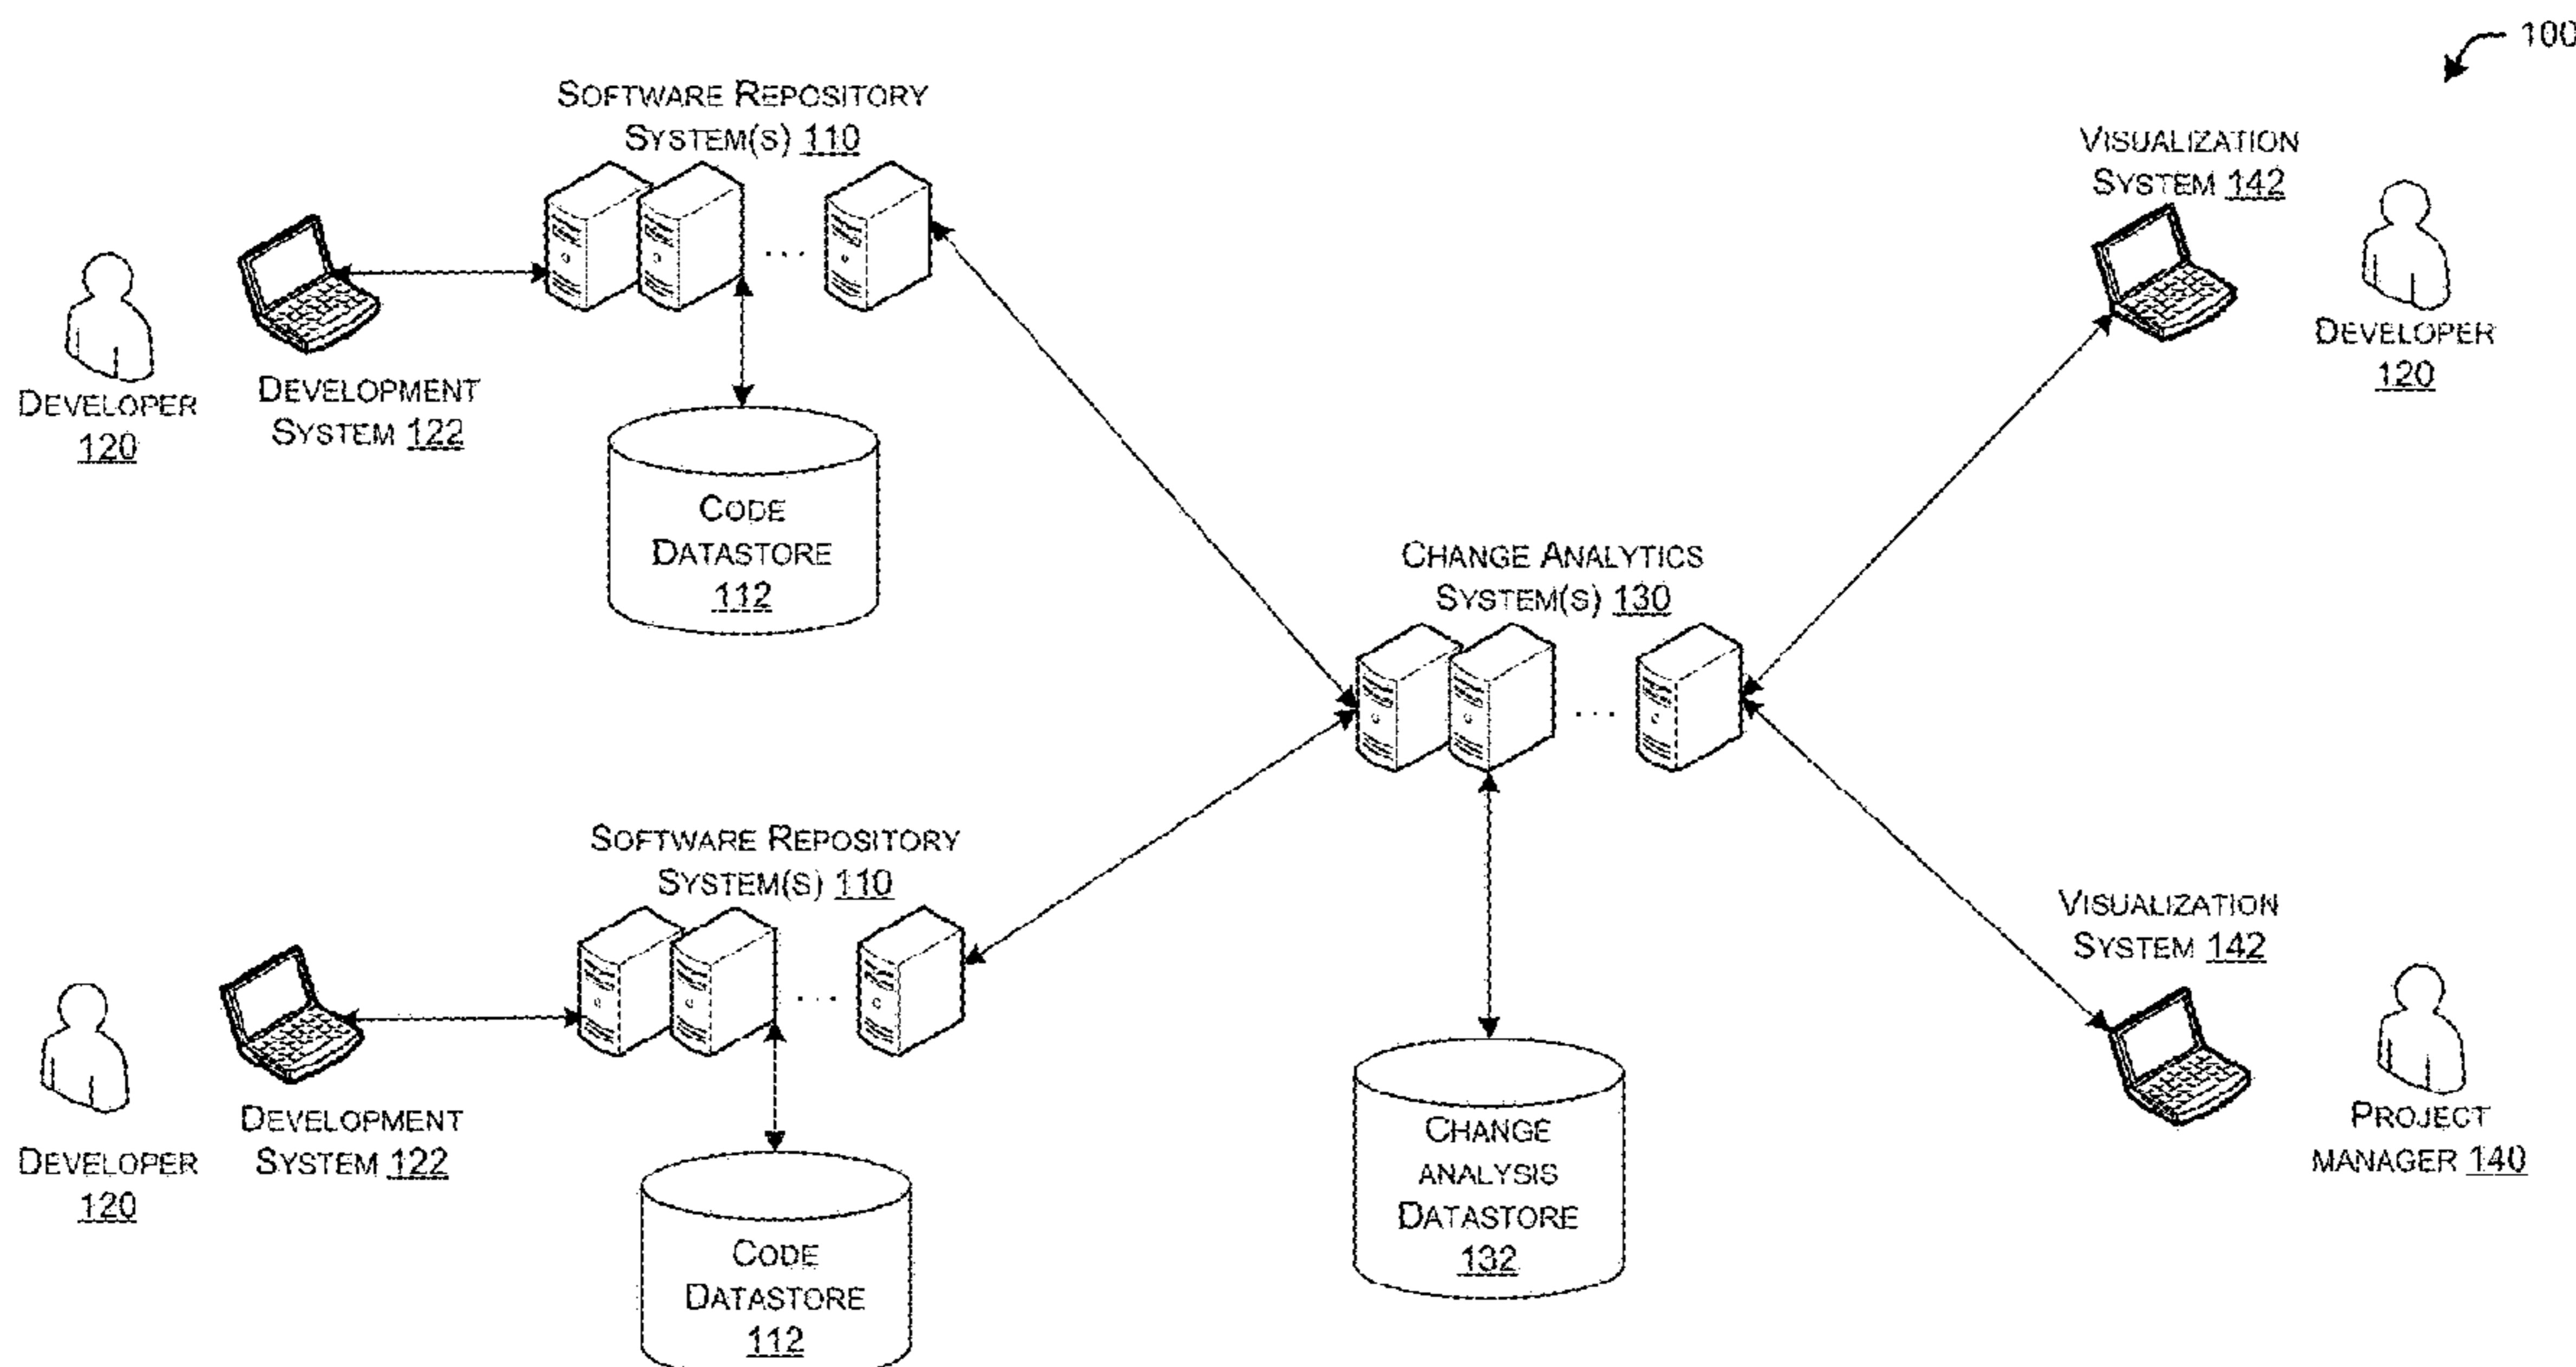 100
SOFTWARE REPOSITORY
SYSTEM(S) 110
VISUALIZATION
SYSTEM 142
DEVELOPER
120
DEVELOPMENT
SYSTEM 122
DEVELOPER
120
CODE
DATASTORE
112
CHANGE ANALYTICS
SYSTEM(S) 130
SOFTWARE REPOSITORY
SYSTEM(S) 110
VISUALIZATION
SYSTEM 142
DEVELOPER
120
DEVELOPMENT
SYSTEM 122
CODE
DATASTORE
112
CHANGE
ANALYSIS
DATASTORE
132
PROJECT
MANAGER 140